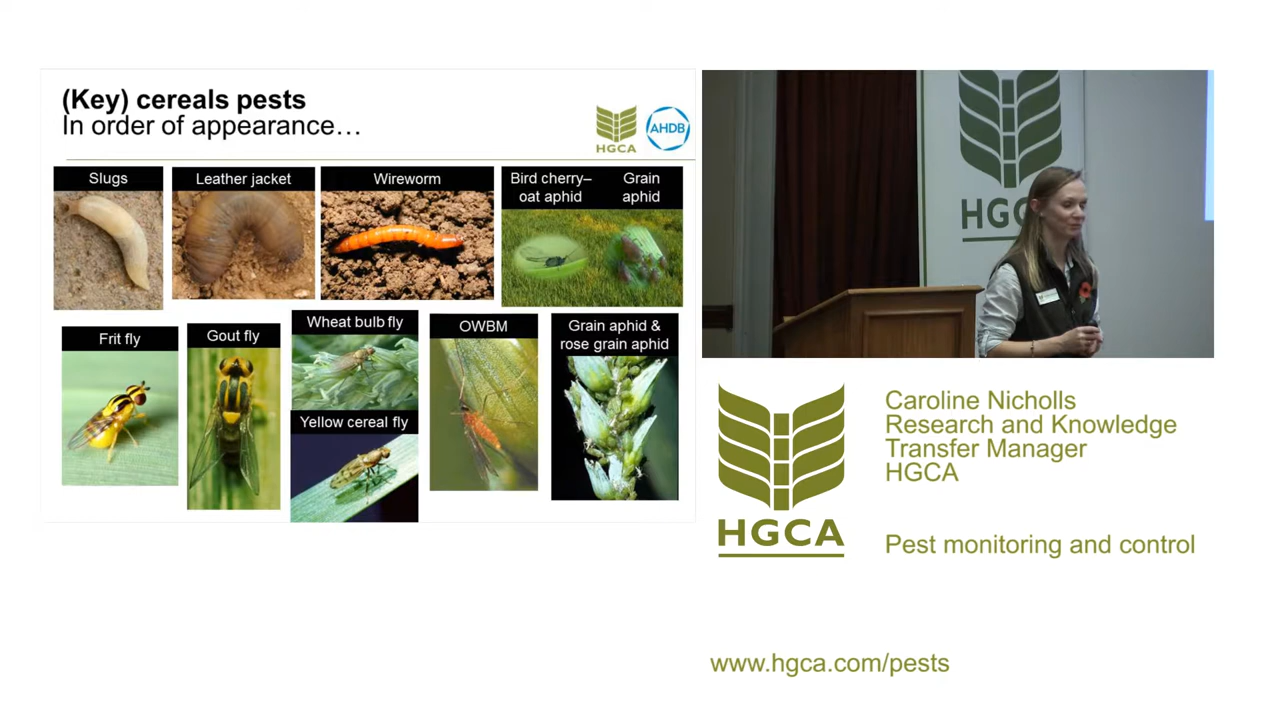 (Key) cereals pests
In order of appearance…
HGCA
AHDB
Slugs
Leather jacket
Wireworm
Bird cherry–
oat aphid
Grain
aphid
Frit fly
Gout fly
Wheat bulb fly
Yellow cereal fly
OWBM
Grain aphid &
rose grain aphid
HGC
Caroline Nicholls
Research and Knowledge
Transfer Manager
HGCA
HGCA
Pest monitoring and control
www.hgca.com/pests